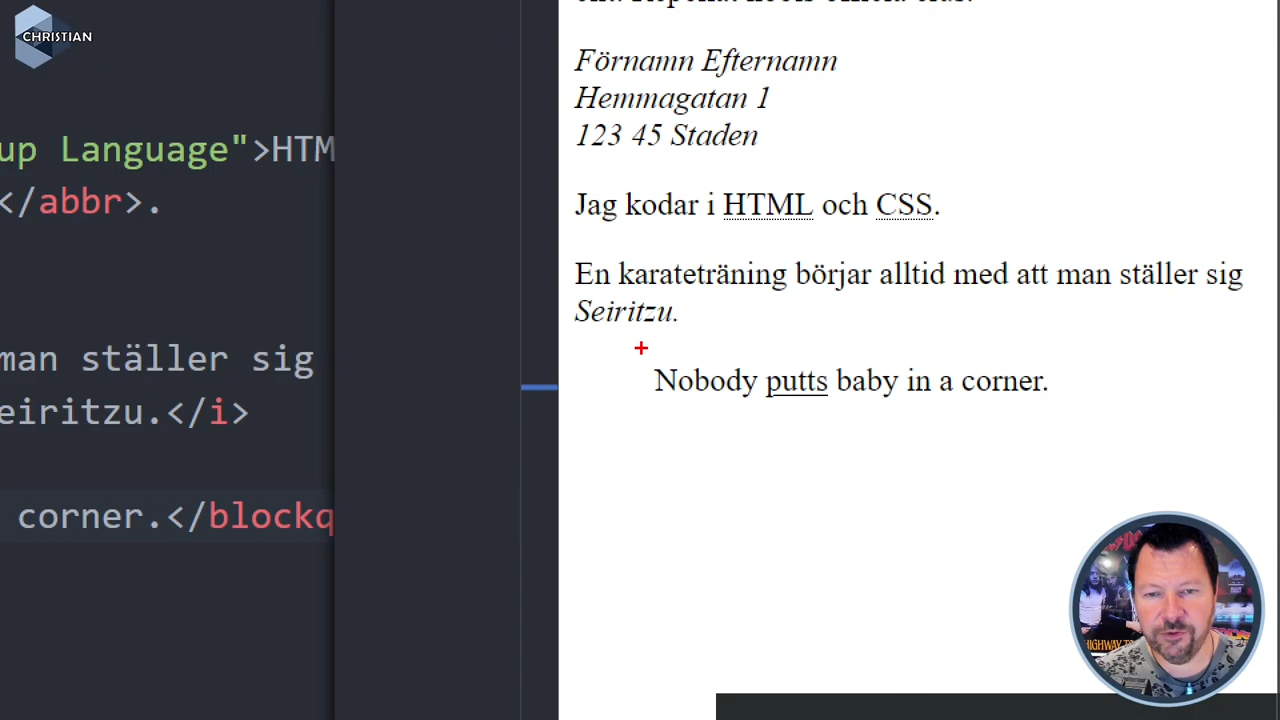 CHRISTIAN
Förnamn Efternamn
Hemmagatan 1
up Language">HTM
123 45 Staden
</abbr>.
Jag kodar i HTML och CSS.
En karateträning börjar alltid med att man ställer sig
Seiritzu.
man ställer sig
Nobody putts baby in a corner.
eiritzu.</i>
corner.</blockq
HIGHWAY TO